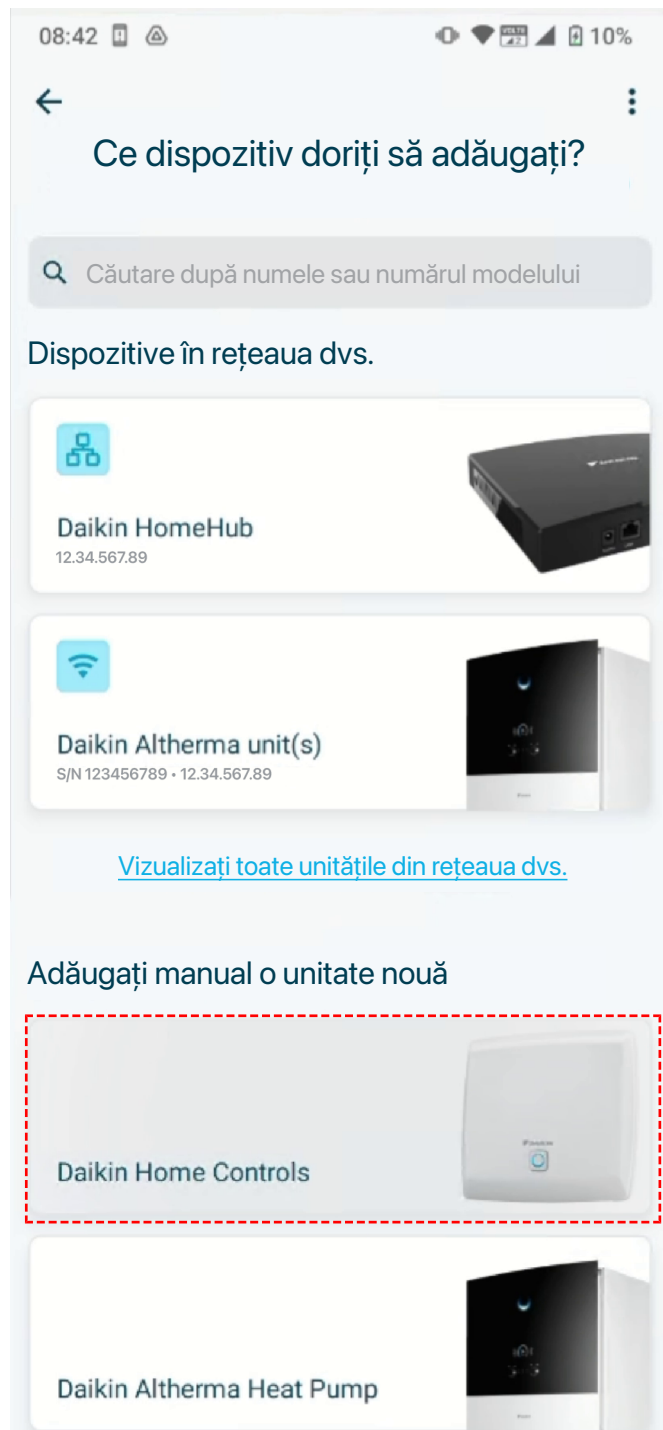 08:42
10%
Ce dispozitiv doriți să adăugați?
Căutare după numele sau numărul modelului
Dispozitive în rețeaua dvs.
Daikin HomeHub
12.34.567.89
Daikin Altherma unit(s)
S/N 123456789 • 12.34.567.89
Vizualizați toate unitățile din rețeaua dvs.
Adăugați manual o unitate nouă
Daikin Home Controls
Daikin Altherma Heat Pump